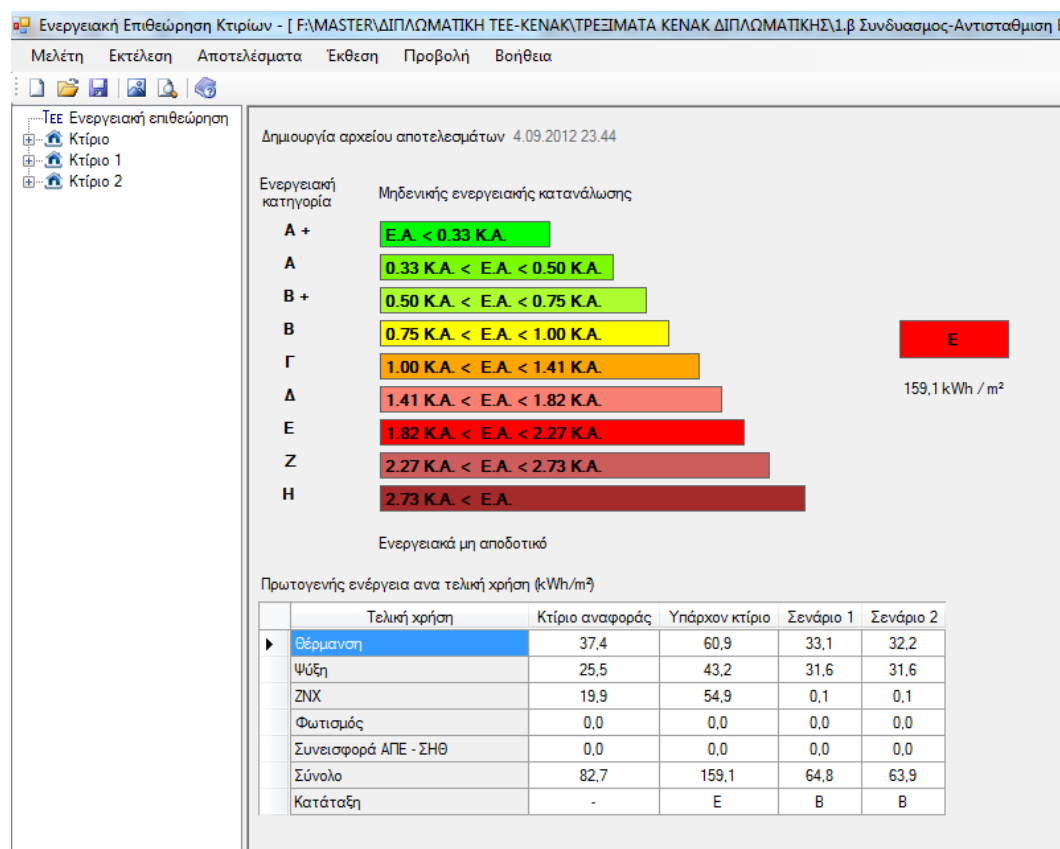 Ενεργειακή Επιθεώρηση Κτιρίων - [ F:\MASTER\ΔΙΠΛΩΜΑΤΙΚΗ ΤΕΕ-ΚΕΝΑΚ\ΤΡΕΞΙΜΑΤΑ ΚΕΝΑΚ ΔΙΠΛΩΜΑΤΙΚΗΣ\1.β Συνδυασμος-Αντισταθμιση
Μελέτη Εκτέλεση Αποτελέσματα Έκθεση Προβολή Βοήθεια
ΤΕΕ Ενεργειακή επιθεώρηση
Κτίριο
Κτίριο 1
Κτίριο 2
Δημιουργία αρχείου αποτελεσμάτων 4.09.2012 23.44
Ενεργειακή κατηγορία
Μηδενικής ενεργειακής κατανάλωσης
Α + Ε.Α. < 0.33 Κ.Α.
Α 0.33 Κ.Α. < Ε.Α. < 0.50 Κ.Α.
Β + 0.50 Κ.Α. < Ε.Α. < 0.75 Κ.Α.
Β 0.75 Κ.Α. < Ε.Α. < 1.00 Κ.Α.
Γ 1.00 Κ.Α. < Ε.Α. < 1.41 Κ.Α.
Δ 1.41 Κ.Α. < Ε.Α. < 1.82 Κ.Α.
Ε 1.82 Κ.Α. < Ε.Α. < 2.27 Κ.Α.
Ζ 2.27 Κ.Α. < Ε.Α. < 2.73 Κ.Α.
Η 2.73 Κ.Α. < Ε.Α.
Ε
159,1 kWh / m²
Ενεργειακά μη αποδοτικό
Πρωτογενής ενέργεια ανα τελική χρήση (kWh/m²)
Τελική χρήση Κτίριο αναφοράς Υπάρχον κτίριο Σενάριο 1 Σενάριο 2
Θέρμανση 37,4 60,9 33,1 32,2
Ψύξη 25,5 43,2 31,6 31,6
ΖΝΧ 19,9 54,9 0,1 0,1
Φωτισμός 0,0 0,0 0,0 0,0
Συνεισφορά ΑΠΕ - ΣΗΘ 0,0 0,0 0,0 0,0
Σύνολο 82,7 159,1 64,8 63,9
Κατάταξη - Ε Β Β